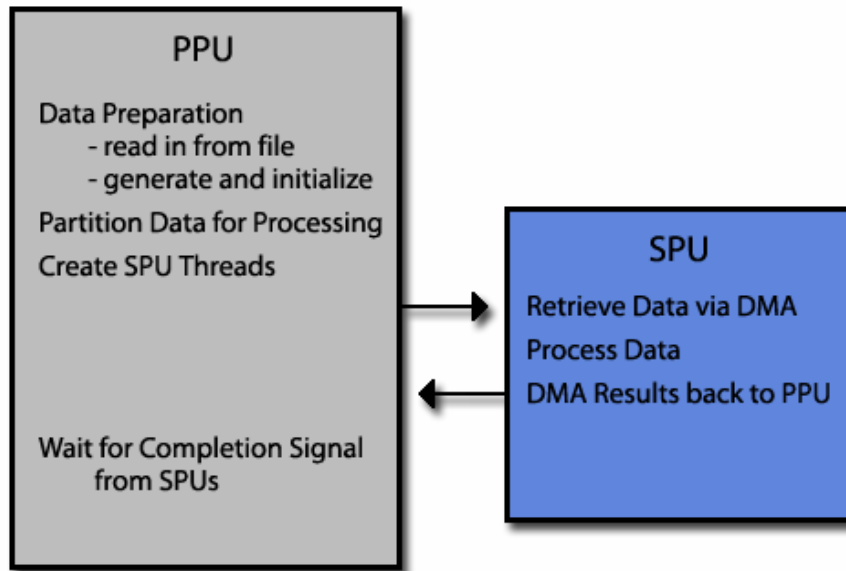 PPU
Data Preparation
- read in from file
- generate and initialize
Partition Data for Processing
Create SPU Threads
Wait for Completion Signal
from SPUs
SPU
Retrieve Data via DMA
Process Data
DMA Results back to PPU